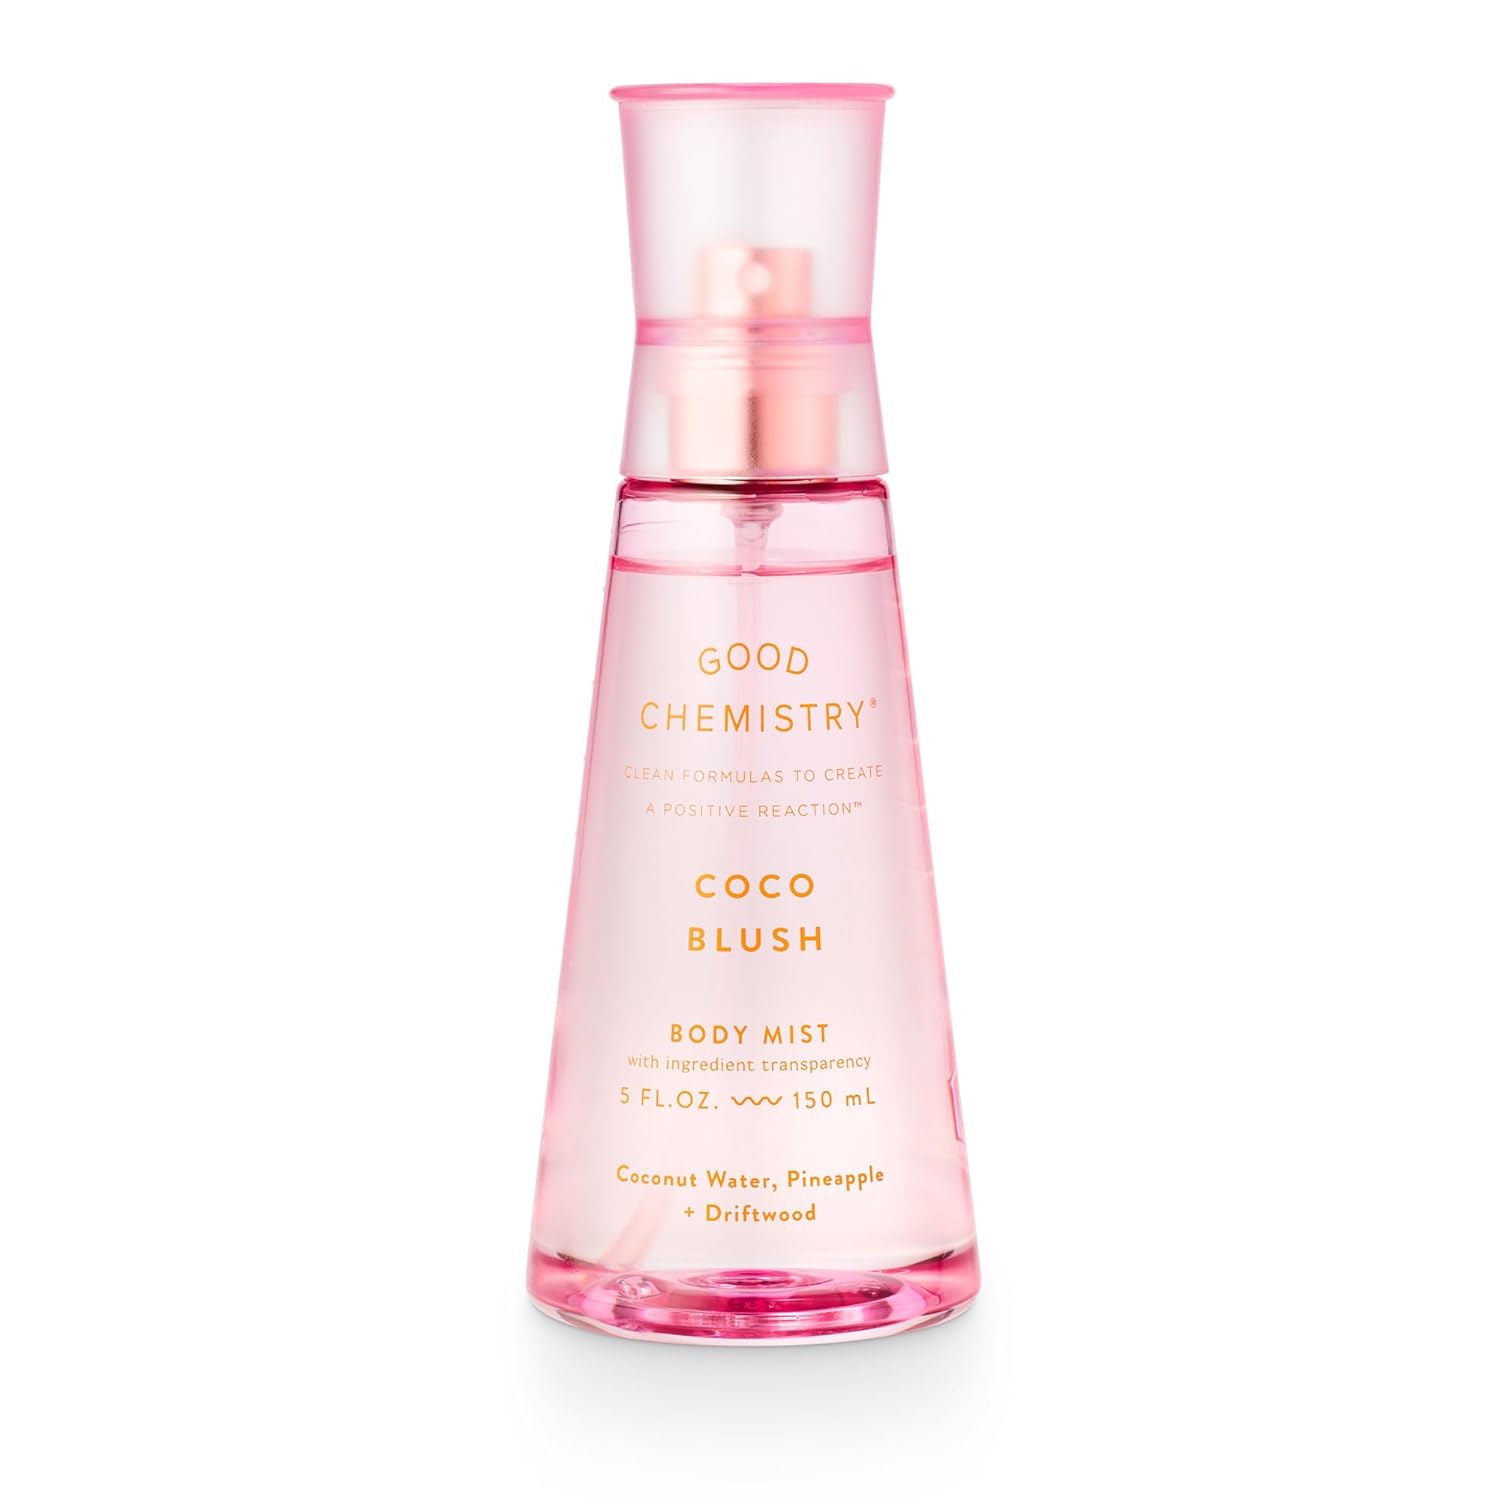 GOOD
CHEMISTRY®
CLEAN FORMULAS TO CREATE
A POSITIVE REACTION™
COCO
BLUSH
BODY MIST
with ingredient transparency
5 FL.OZ. 150 mL
Coconut Water, Pineapple
+ Driftwood